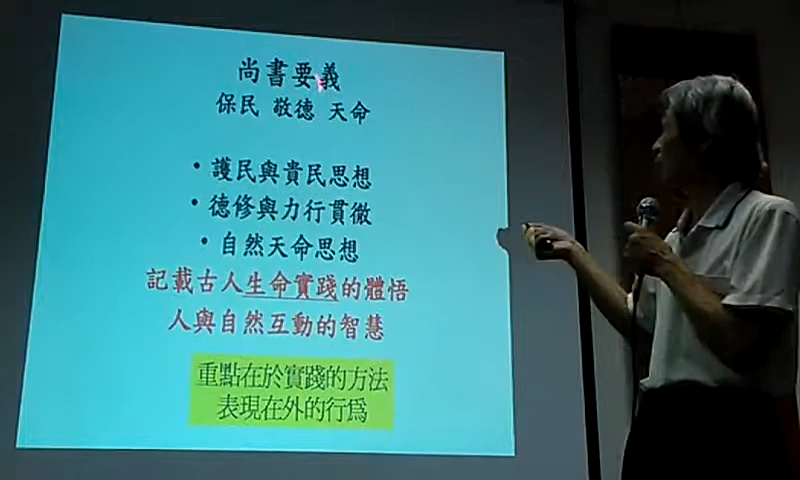 尚書要義
保民 敬德 天命
• 護民與貴民思想
• 德修與力行貫徹
• 自然天命思想
記載古人生命實踐的體悟
人與自然互動的智慧
重點在於實踐的方法
表現在外的行為